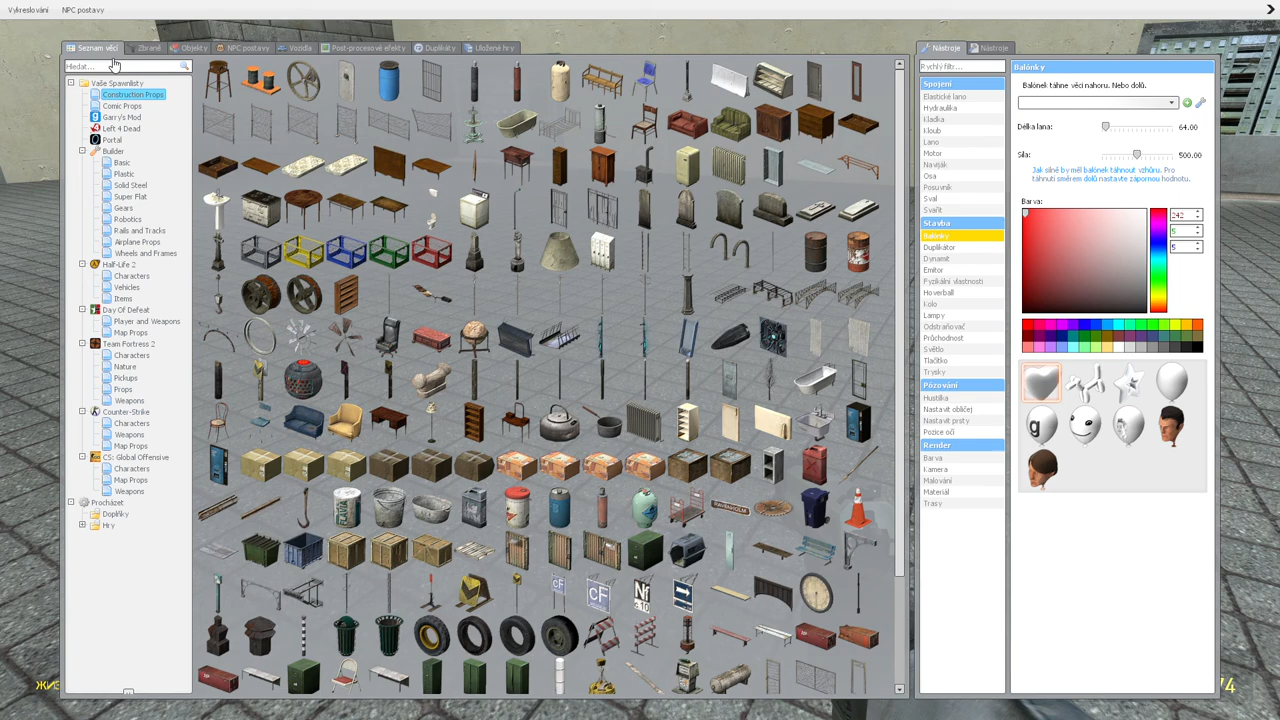 Vykreslování NPC postavy
Seznam věcí Zbraně Objekty NPC postavy Vozidla Post-procesové efekty Duplikáty Uložené hry
Nástroje Nástroje
Hledat...
Rychlý filtr...
Vaše Spawnlisty
Construction Props
Comic Props
Garry's Mod
Left 4 Dead
Portal
Builder
Basic
Plastic
Solid Steel
Super Flat
Gears
Robotics
Rails and Tracks
Airplane Props
Wheels and Frames
Half-Life 2
Characters
Vehicles
Items
Day Of Defeat
Player and Weapons
Map Props
Team Fortress 2
Characters
Nature
Pickups
Props
Weapons
Counter-Strike
Characters
Weapons
Map Props
CS: Global Offensive
Characters
Map Props
Weapons
Procházet
Doplňky
Hry
cF
cF
Nf
ЖИЗ
Spojení
Elastické lano
Hydraulika
Kladka
Kloub
Lano
Motor
Naviják
Osa
Posuvník
Sval
Svařit
Stavba
Balónky
Duplikátor
Dynamit
Emitor
Fyzikální vlastnosti
Hoverball
Kolo
Lampy
Odstraňovač
Průchodnost
Světlo
Tlačítko
Trysky
Pózování
Hustilka
Nastavit obličej
Nastavit prsty
Pozice očí
Render
Barva
Kamera
Malování
Materiál
Trasy
Balónky
Balónek táhne věci nahoru. Nebo dolů.
Délka lana: 64.00
Síla: 500.00
Jak silně by měl balónek táhnout vzhůru. Pro
táhnutí směrem dolů nastavte zápornou hodnotu.
Barva:
242
5
5
g
74